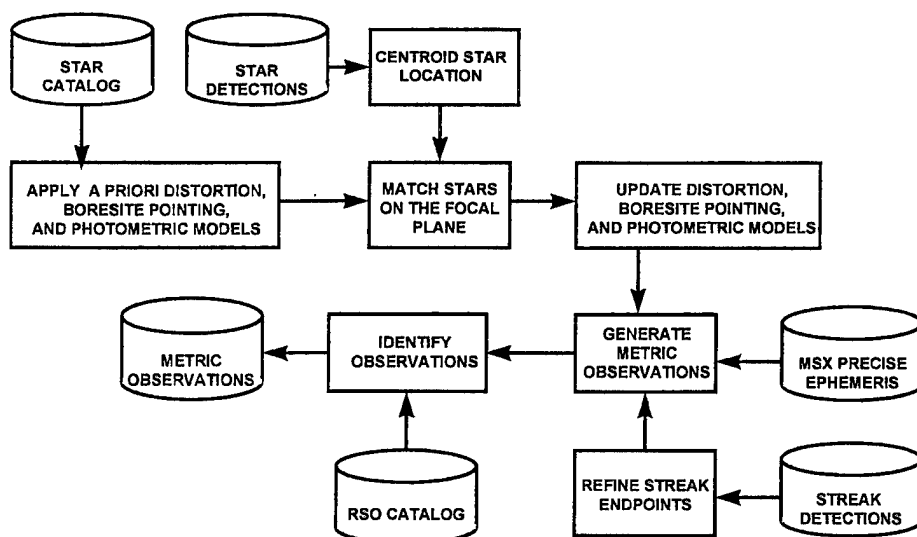 STAR
CATALOG
STAR
DETECTIONS
CENTROID STAR
LOCATION
APPLY A PRIORI DISTORTION,
BORESITE POINTING,
AND PHOTOMETRIC MODELS
MATCH STARS
ON THE FOCAL
PLANE
UPDATE DISTORTION,
BORESITE POINTING,
AND PHOTOMETRIC MODELS
METRIC
OBSERVATIONS
IDENTIFY
OBSERVATIONS
GENERATE
METRIC
OBSERVATIONS
MSX PRECISE
EPHEMERIS
RSO CATALOG
REFINE STREAK
ENDPOINTS
STREAK
DETECTIONS